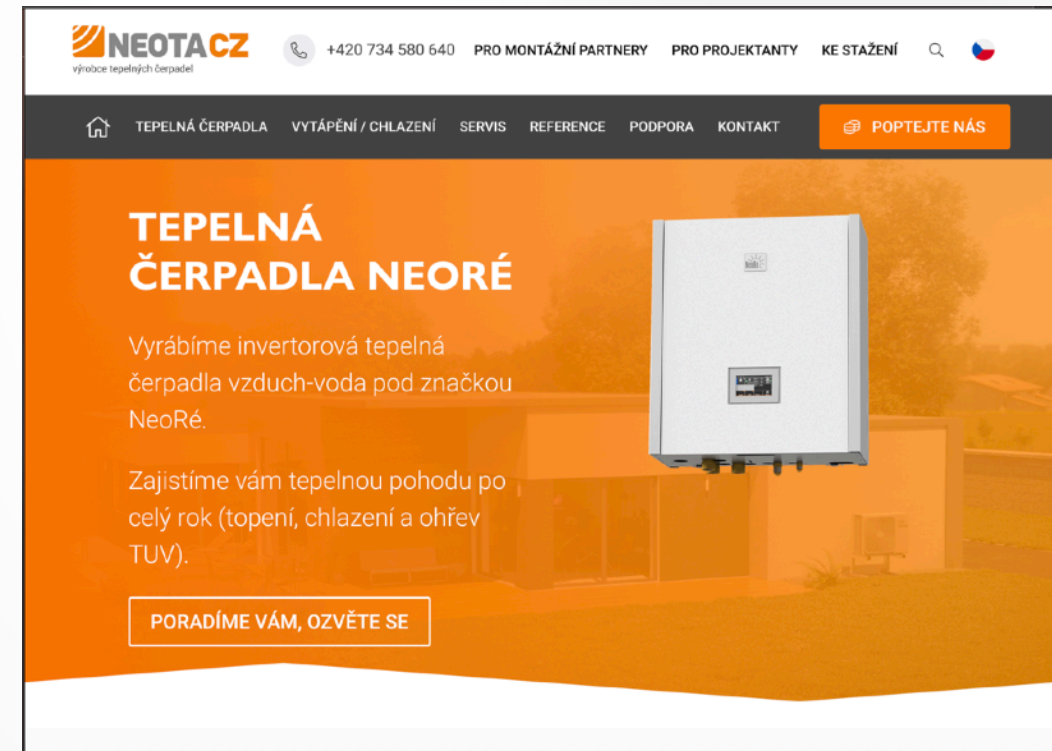 NEOTA CZ
výrobce tepelných čerpadel
+420 734 580 640 PRO MONTÁŽNÍ PARTNERY PRO PROJEKTANTY KE STAŽENÍ
TEPELNÁ ČERPADLA VYTÁPĚNÍ / CHLAZENÍ SERVIS REFERENCE PODPORA KONTAKT POPTEJTE NÁS
TEPELNÁ
ČERPADLA NEORÉ
Vyrábíme invertorová tepelná
čerpadla vzduch-voda pod značkou
NeoRé.
Zajistíme vám tepelnou pohodu po
celý rok (topení, chlazení a ohřev
TUV).
PORADÍME VÁM, OZVĚTE SE